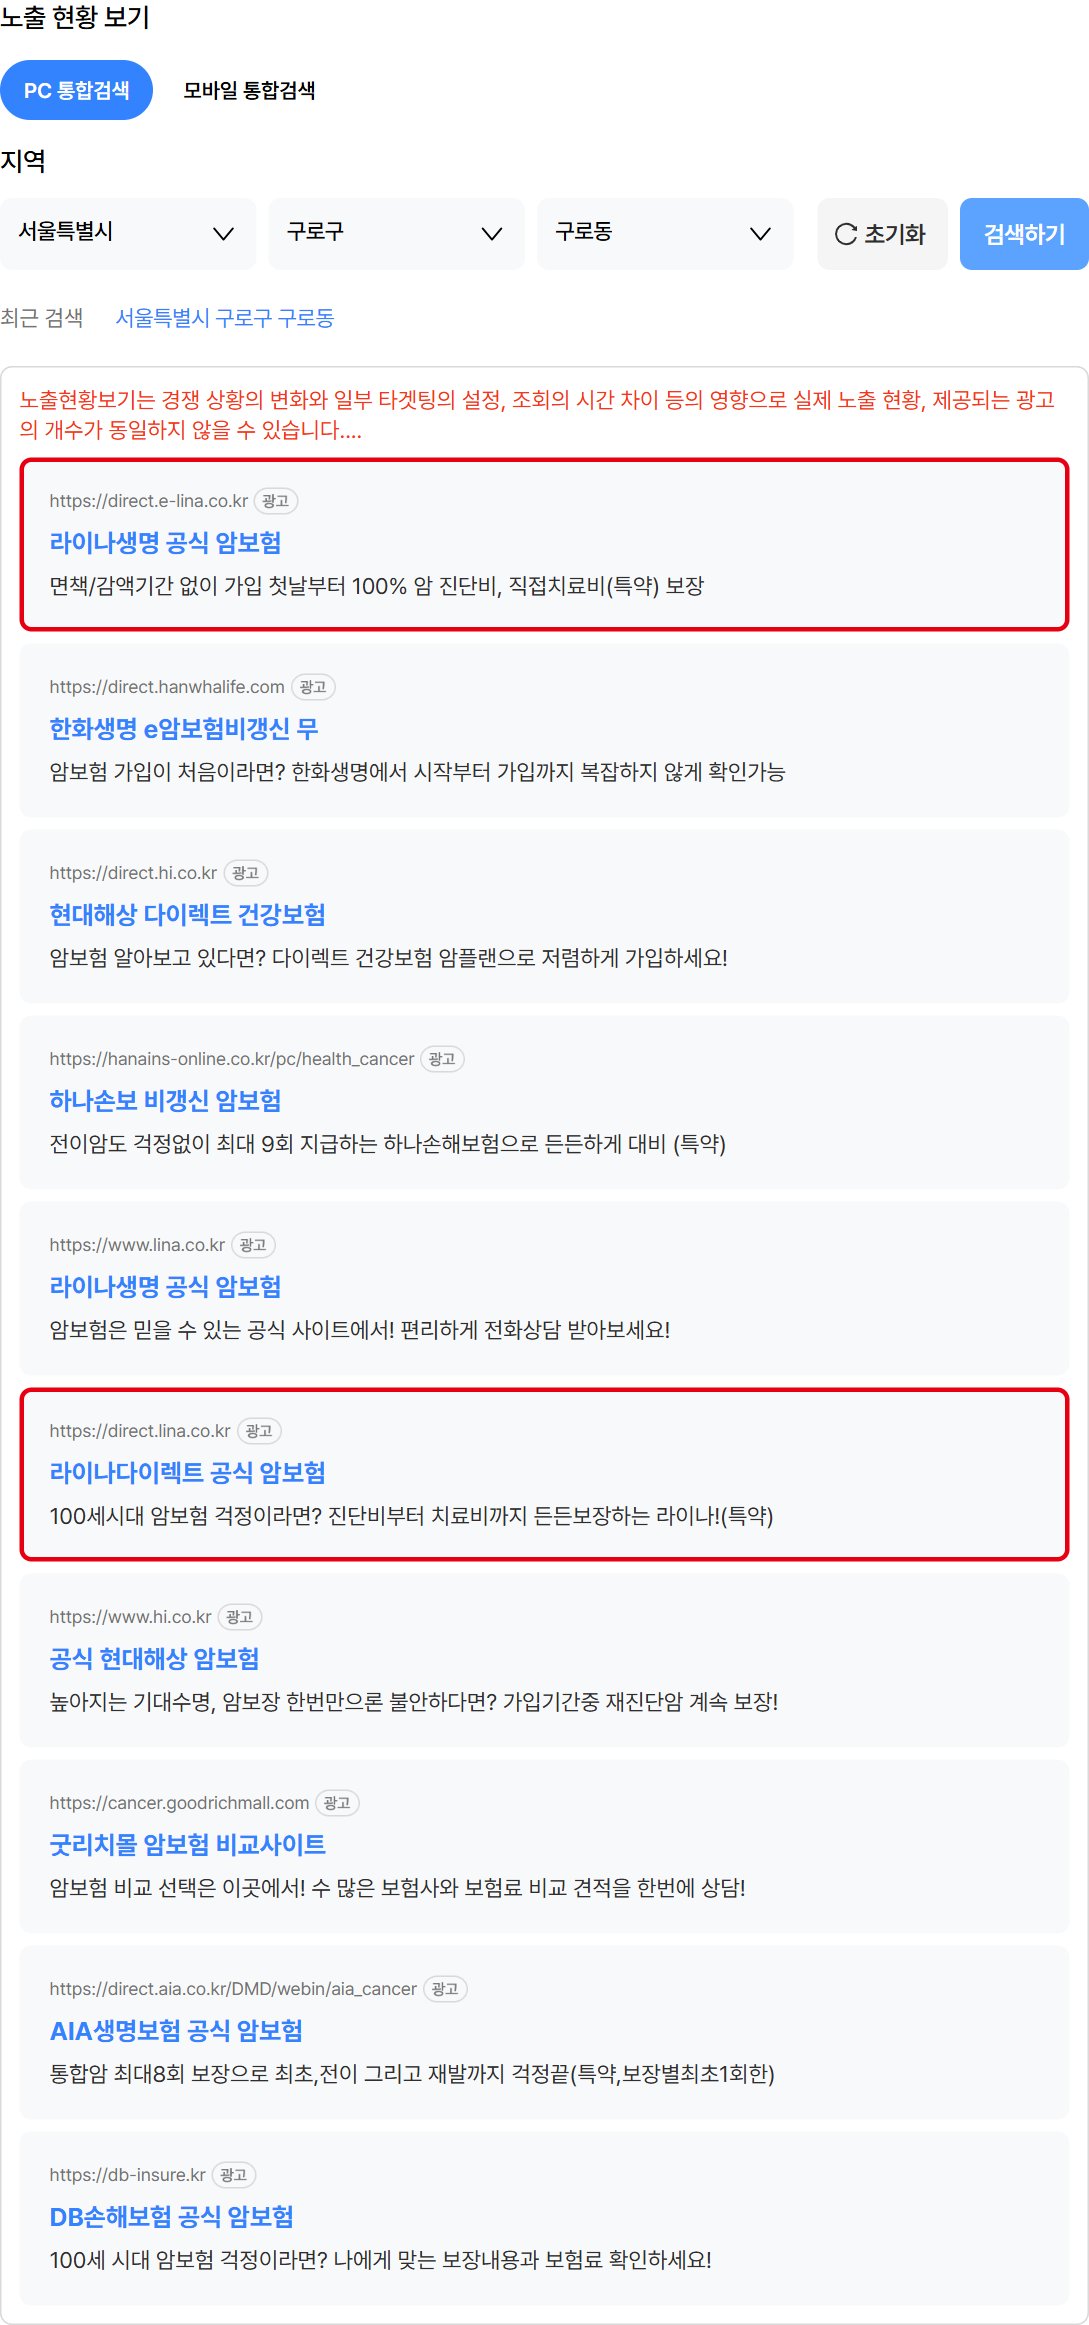 노출 현황 보기
PC 통합검색 모바일 통합검색
지역
서울특별시 구로구 구로동 초기화 검색하기
최근 검색 서울특별시 구로구 구로동
노출현황보기는 경쟁 상황의 변화와 일부 타겟팅의 설정, 조회의 시간 차이 등의 영향으로 실제 노출 현황, 제공되는 광고
의 개수가 동일하지 않을 수 있습니다....
https://direct.e-lina.co.kr 광고
라이나생명 공식 암보험
면책/감액기간 없이 가입 첫날부터 100% 암 진단비, 직접치료비(특약) 보장
https://direct.hanwhalife.com 광고
한화생명 e암보험비갱신 무
암보험 가입이 처음이라면? 한화생명에서 시작부터 가입까지 복잡하지 않게 확인가능
https://direct.hi.co.kr 광고
현대해상 다이렉트 건강보험
암보험 알아보고 있다면? 다이렉트 건강보험 암플랜으로 저렴하게 가입하세요!
https://hanains-online.co.kr/pc/health_cancer 광고
하나손보 비갱신 암보험
전이암도 걱정없이 최대 9회 지급하는 하나손해보험으로 든든하게 대비 (특약)
https://www.lina.co.kr 광고
라이나생명 공식 암보험
암보험은 믿을 수 있는 공식 사이트에서! 편리하게 전화상담 받아보세요!
https://direct.lina.co.kr 광고
라이나다이렉트 공식 암보험
100세시대 암보험 걱정이라면? 진단비부터 치료비까지 든든보장하는 라이나!(특약)
https://www.hi.co.kr 광고
공식 현대해상 암보험
높아지는 기대수명, 암보장 한번만으론 불안하다면? 가입기간중 재진단암 계속 보장!
https://cancer.goodrichmall.com 광고
굿리치몰 암보험 비교사이트
암보험 비교 선택은 이곳에서! 수 많은 보험사와 보험료 비교 견적을 한번에 상담!
https://direct.aia.co.kr/DMD/webin/aia_cancer 광고
AIA생명보험 공식 암보험
통합암 최대8회 보장으로 최초,전이 그리고 재발까지 걱정끝(특약,보장별최초1회한)
https://db-insure.kr 광고
DB손해보험 공식 암보험
100세 시대 암보험 걱정이라면? 나에게 맞는 보장내용과 보험료 확인하세요!